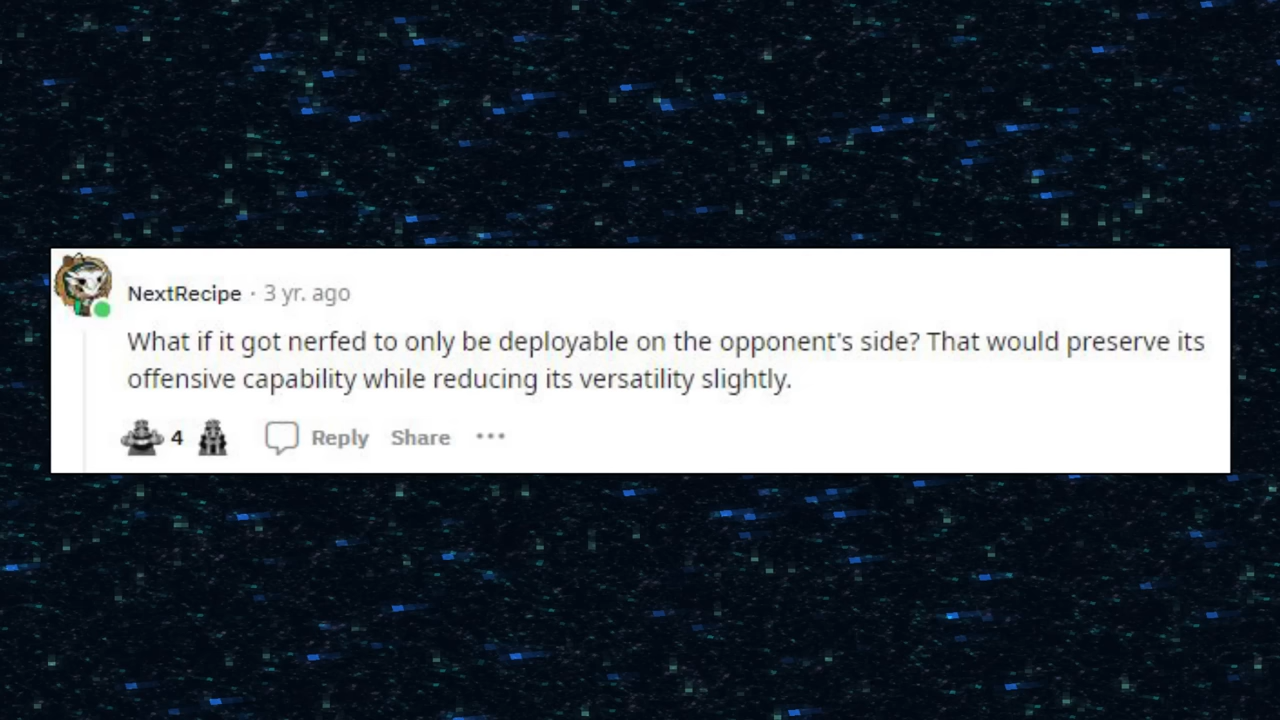 NextRecipe · 3 yr. ago
What if it got nerfed to only be deployable on the opponent's side? That would preserve its
offensive capability while reducing its versatility slightly.
4 Reply Share ···